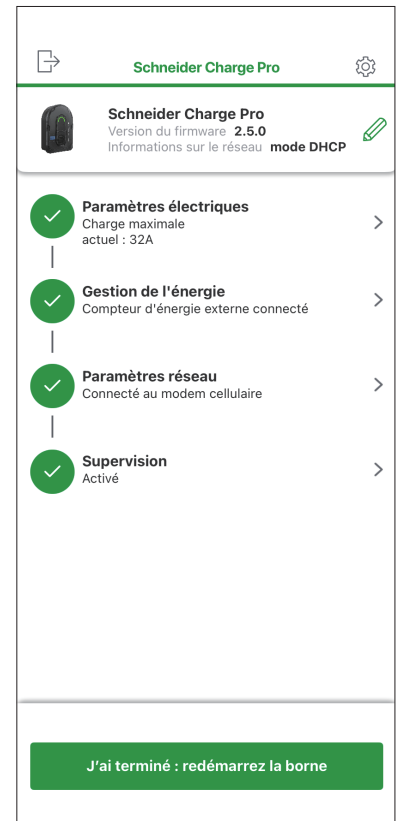 Schneider Charge Pro
Schneider Charge Pro
Version du firmware 2.5.0
Informations sur le réseau mode DHCP
Paramètres électriques
Charge maximale
actuel : 32A
Gestion de l'énergie
Compteur d'énergie externe connecté
Paramètres réseau
Connecté au modem cellulaire
Supervision
Activé
J’ai terminé : redémarrez la borne